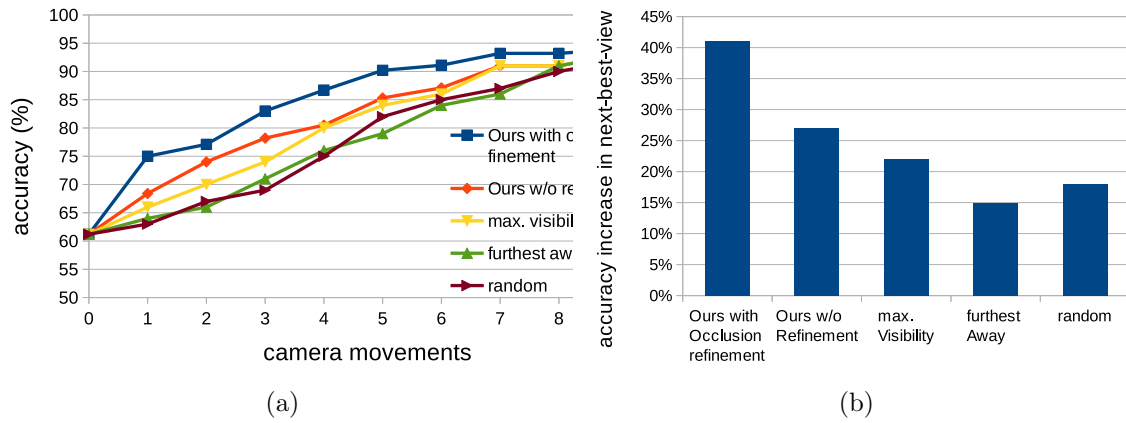 accuracy (%)
100
95
90
85
80
75
70
65
60
55
50
Ours with
finement
Ours w/o
max.
furthest
random
0 1 2 3 4 5 6 7 8
camera movements
(a)
accuracy increase in next-best-view
45%
40%
35%
30%
25%
20%
15%
10%
5%
0%
Ours with Ours w/o max. furthest random
Occlusion Refinement Visibility Away
refinement
(b)